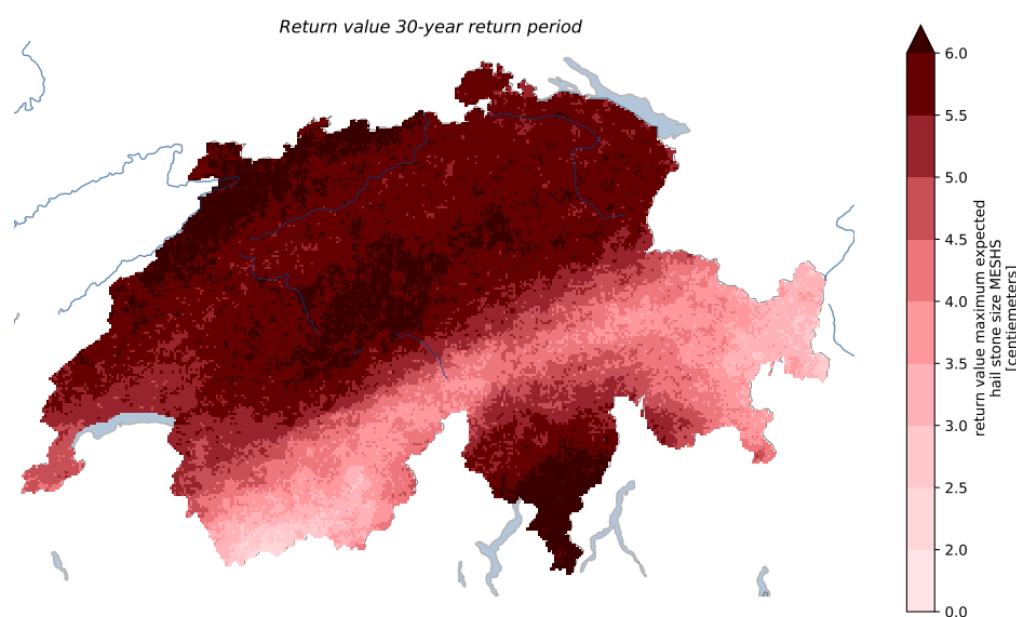 Return value 30-year return period
6.0
5.5
5.0
4.5
4.0
3.5
3.0
2.5
2.0
0.0
return value maximum expected
hail stone size MESHS
[centiemeters]